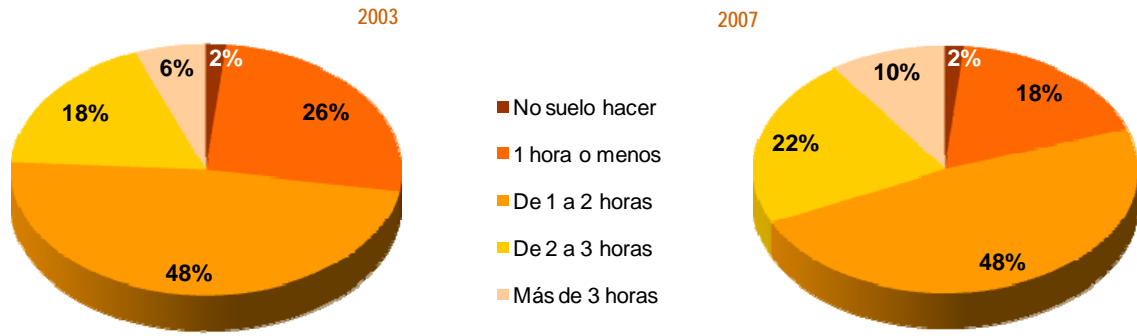 2003
2007
6%
2%
26%
18%
48%
No suelo hacer
1 hora o menos
De 1 a 2 horas
De 2 a 3 horas
Más de 3 horas
10%
2%
18%
22%
48%